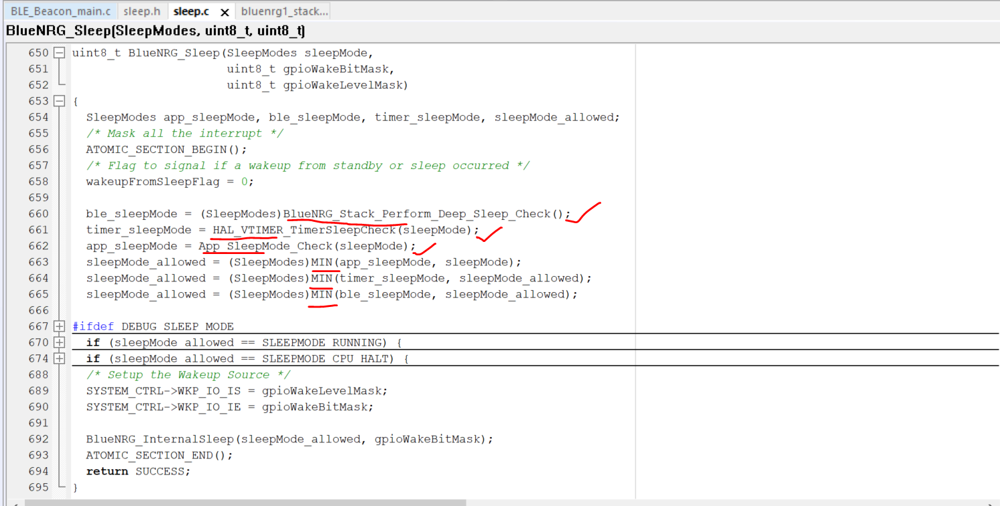 BLE_Beacon_main.c sleep.h sleep.c x bluenrg1_stack...
BlueNRG_Sleep(SleepModes, uint8_t, uint8_t)
650 uint8_t BlueNRG_Sleep(SleepModes sleepMode,
651 uint8_t gpioWakeBitMask,
652 uint8_t gpioWakeLevelMask)
653 {
654 SleepModes app_sleepMode, ble_sleepMode, timer_sleepMode, sleepMode_allowed;
655 /* Mask all the interrupt */
656 ATOMIC_SECTION_BEGIN();
657 /* Flag to signal if a wakeup from standby or sleep occurred */
658 wakeupFromSleepFlag = 0;
659
660 ble_sleepMode = (SleepModes)BlueNRG_Stack_Perform_Deep_Sleep_Check();
661 timer_sleepMode = HAL_VTIMER_TimerSleepCheck(sleepMode);
662 app_sleepMode = App_SleepMode_Check(sleepMode);
663 sleepMode_allowed = (SleepModes)MIN(app_sleepMode, sleepMode);
664 sleepMode_allowed = (SleepModes)MIN(timer_sleepMode, sleepMode_allowed);
665 sleepMode_allowed = (SleepModes)MIN(ble_sleepMode, sleepMode_allowed);
666
667 #ifdef DEBUG_SLEEP_MODE
670 if (sleepMode_allowed == SLEEPMODE_RUNNING) {
674 if (sleepMode_allowed == SLEEPMODE_CPU_HALT) {
688 /* Setup the Wakeup Source */
689 SYSTEM_CTRL->WKP_IO_IS = gpioWakeLevelMask;
690 SYSTEM_CTRL->WKP_IO_IE = gpioWakeBitMask;
691
692 BlueNRG_InternalSleep(sleepMode_allowed, gpioWakeBitMask);
693 ATOMIC_SECTION_END();
694 return SUCCESS;
695 }